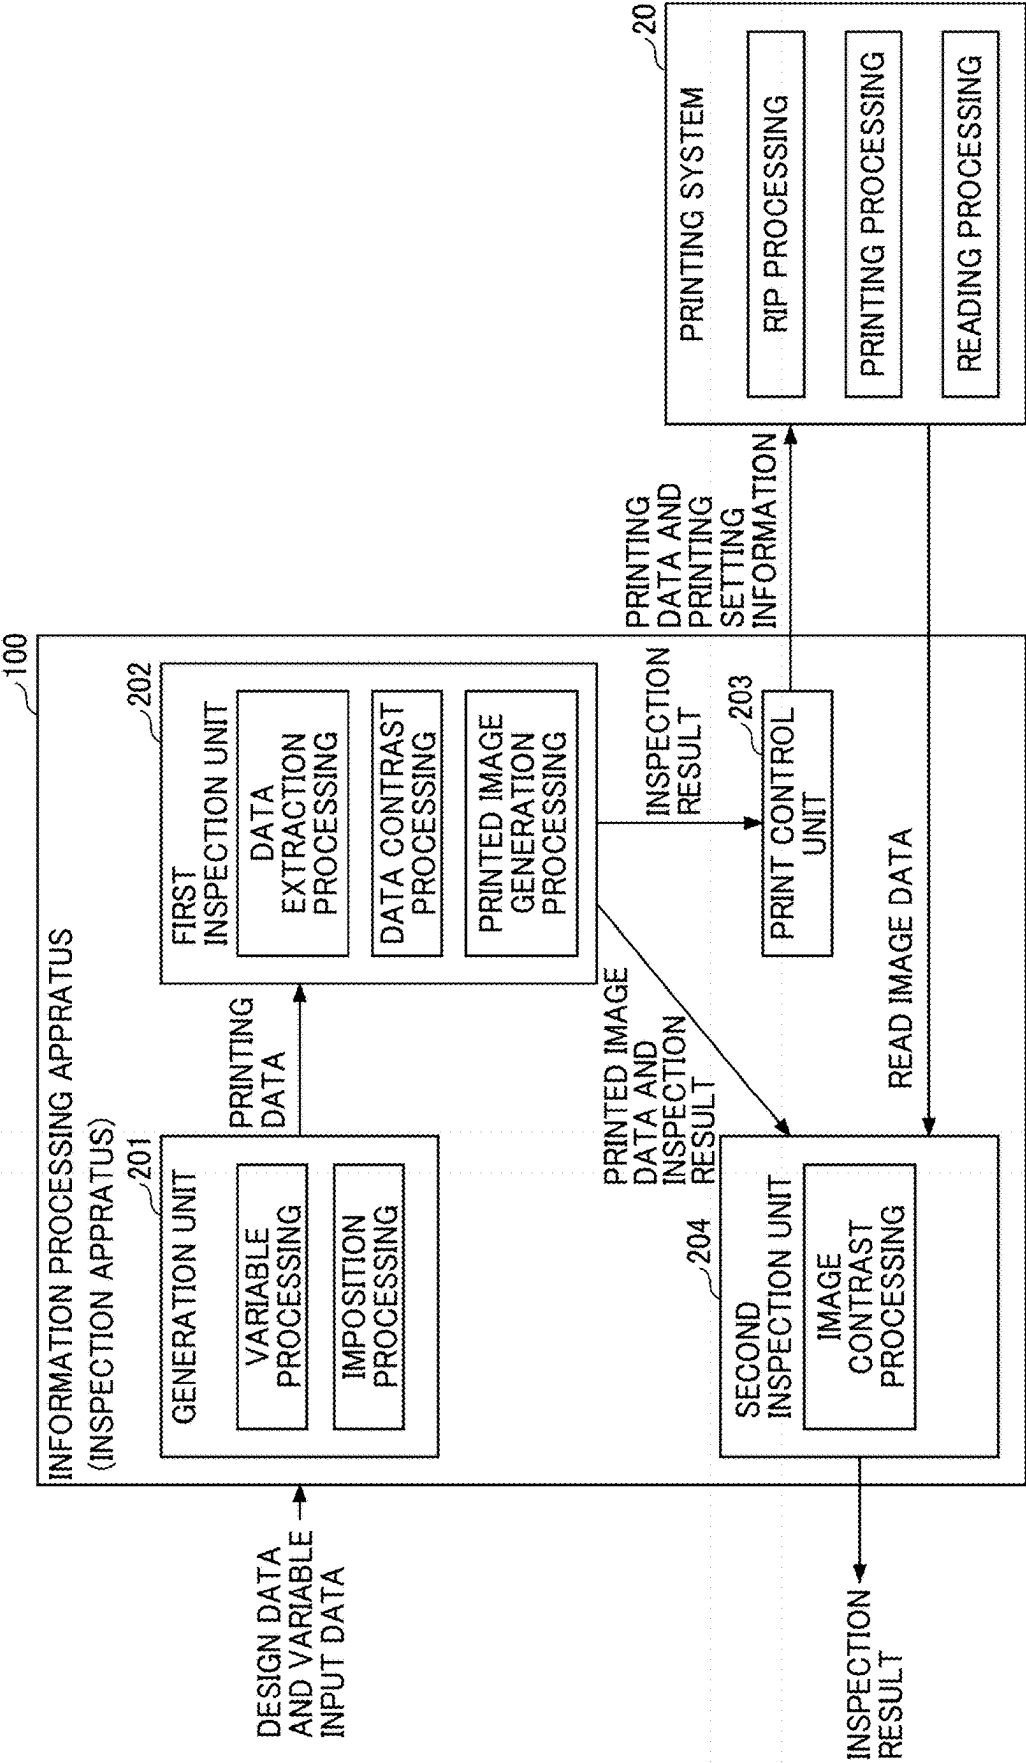 100
INFORMATION PROCESSING APPRATUS
(INSPECTION APPRATUS)
DESIGN DATA
AND VARIABLE
INPUT DATA
201
GENERATION UNIT
VARIABLE
PROCESSING
IMPOSITION
PROCESSING
PRINTING
DATA
202
FIRST
INSPECTION UNIT
DATA
EXTRACTION
PROCESSING
DATA CONTRAST
PROCESSING
PRINTED IMAGE
GENERATION
PROCESSING
INSPECTION
RESULT
PRINTED IMAGE
DATA AND
INSPECTION
RESULT
203
PRINT CONTROL
UNIT
PRINTING
DATA AND
PRINTING
SETTING
INFORMATION
20
PRINTING SYSTEM
RIP PROCESSING
PRINTING PROCESSING
READING PROCESSING
READ IMAGE DATA
204
SECOND
INSPECTION UNIT
IMAGE
CONTRAST
PROCESSING
INSPECTION
RESULT